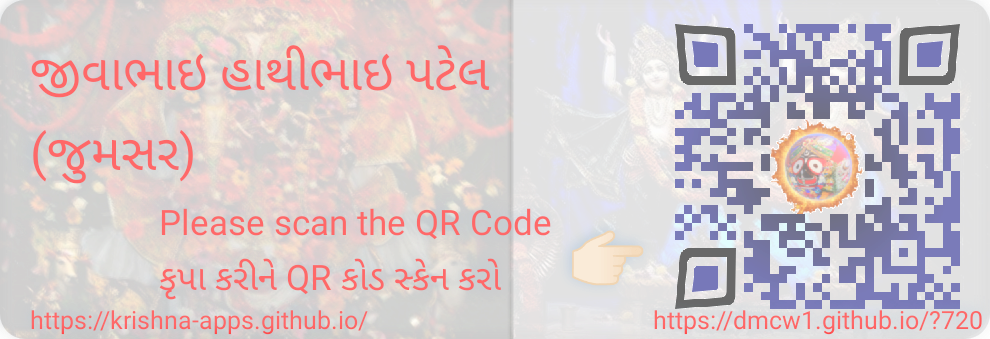 જીવાભાઇ હાથીભાઇ પટેલ
(જુમસર)
Please scan the QR Code
કૃપા કરીને QR કોડ સ્કેન કરો
https://krishna-apps.github.io/
https://dmcw1.github.io/?720